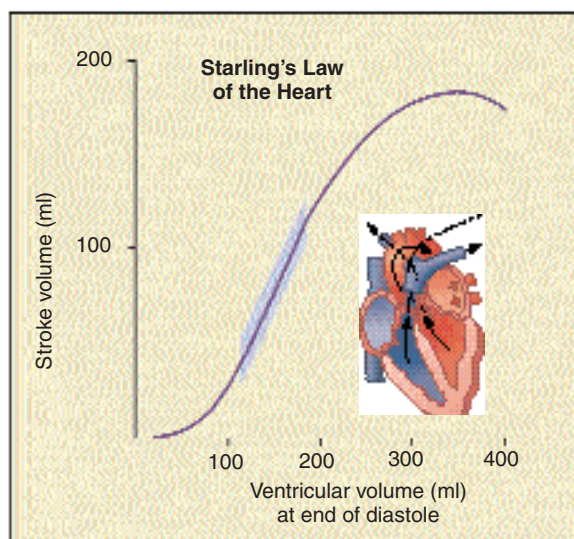 Starling's Law
of the Heart
200
100
Stroke volume (ml)
100
200
300
400
Ventricular volume (ml)
at end of diastole